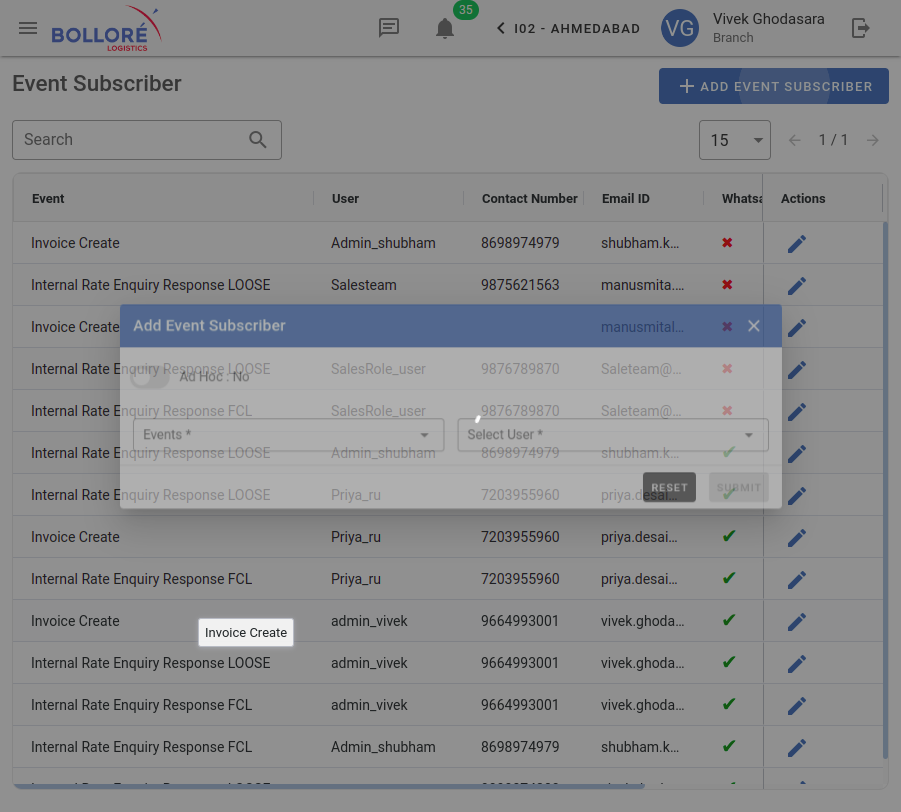 BOLLORÉ
LOGISTICS
35
I02 - AHMEDABAD
VG
Vivek Ghodasara
Branch
Event Subscriber
ADD EVENT SUBSCRIBER
Search
15
1 / 1
Event User Contact Number Email ID Whatsa Actions
Invoice Create Admin_shubham 8698974979 shubham.k...
Internal Rate Enquiry Response LOOSE Salesteam 9875621563 manusmita....
Invoice Create manusmital...
Add Event Subscriber
Internal Rate Enquiry Response LOOSE SalesRole_user 9876789870 Saleteam@...
Ad Hoc : No
Internal Rate Enquiry Response FCL SalesRole_user 9876789870 Saleteam@...
Events * Select User *
Internal Rate Enquiry Response LOOSE Admin_shubham 8698974979 shubham.k...
Internal Rate Enquiry Response LOOSE Priya_ru 7203955960 priya.desai...
RESET SUBMIT
Invoice Create Priya_ru 7203955960 priya.desai...
Internal Rate Enquiry Response FCL Priya_ru 7203955960 priya.desai...
Invoice Create admin_vivek 9664993001 vivek.ghoda...
Invoice Create
Internal Rate Enquiry Response LOOSE admin_vivek 9664993001 vivek.ghoda...
Internal Rate Enquiry Response FCL admin_vivek 9664993001 vivek.ghoda...
Internal Rate Enquiry Response FCL Admin_shubham 8698974979 shubham.k...